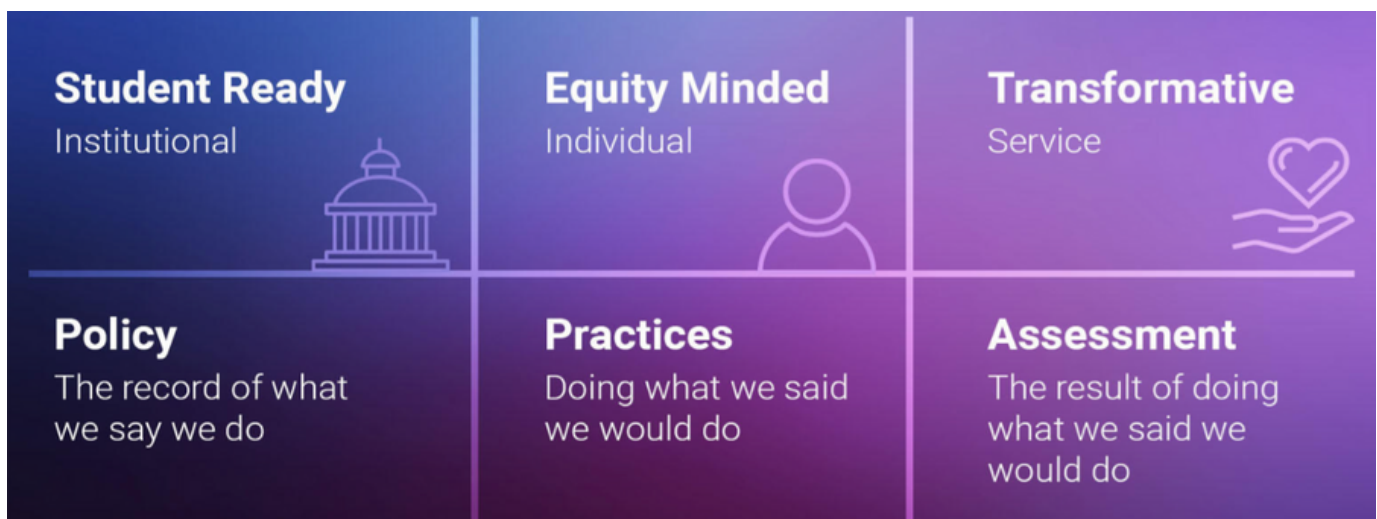 Student Ready
Institutional
Equity Minded
Individual
Transformative
Service
Policy
The record of what
we say we do
Practices
Doing what we said
we would do
Assessment
The result of doing
what we said we
would do